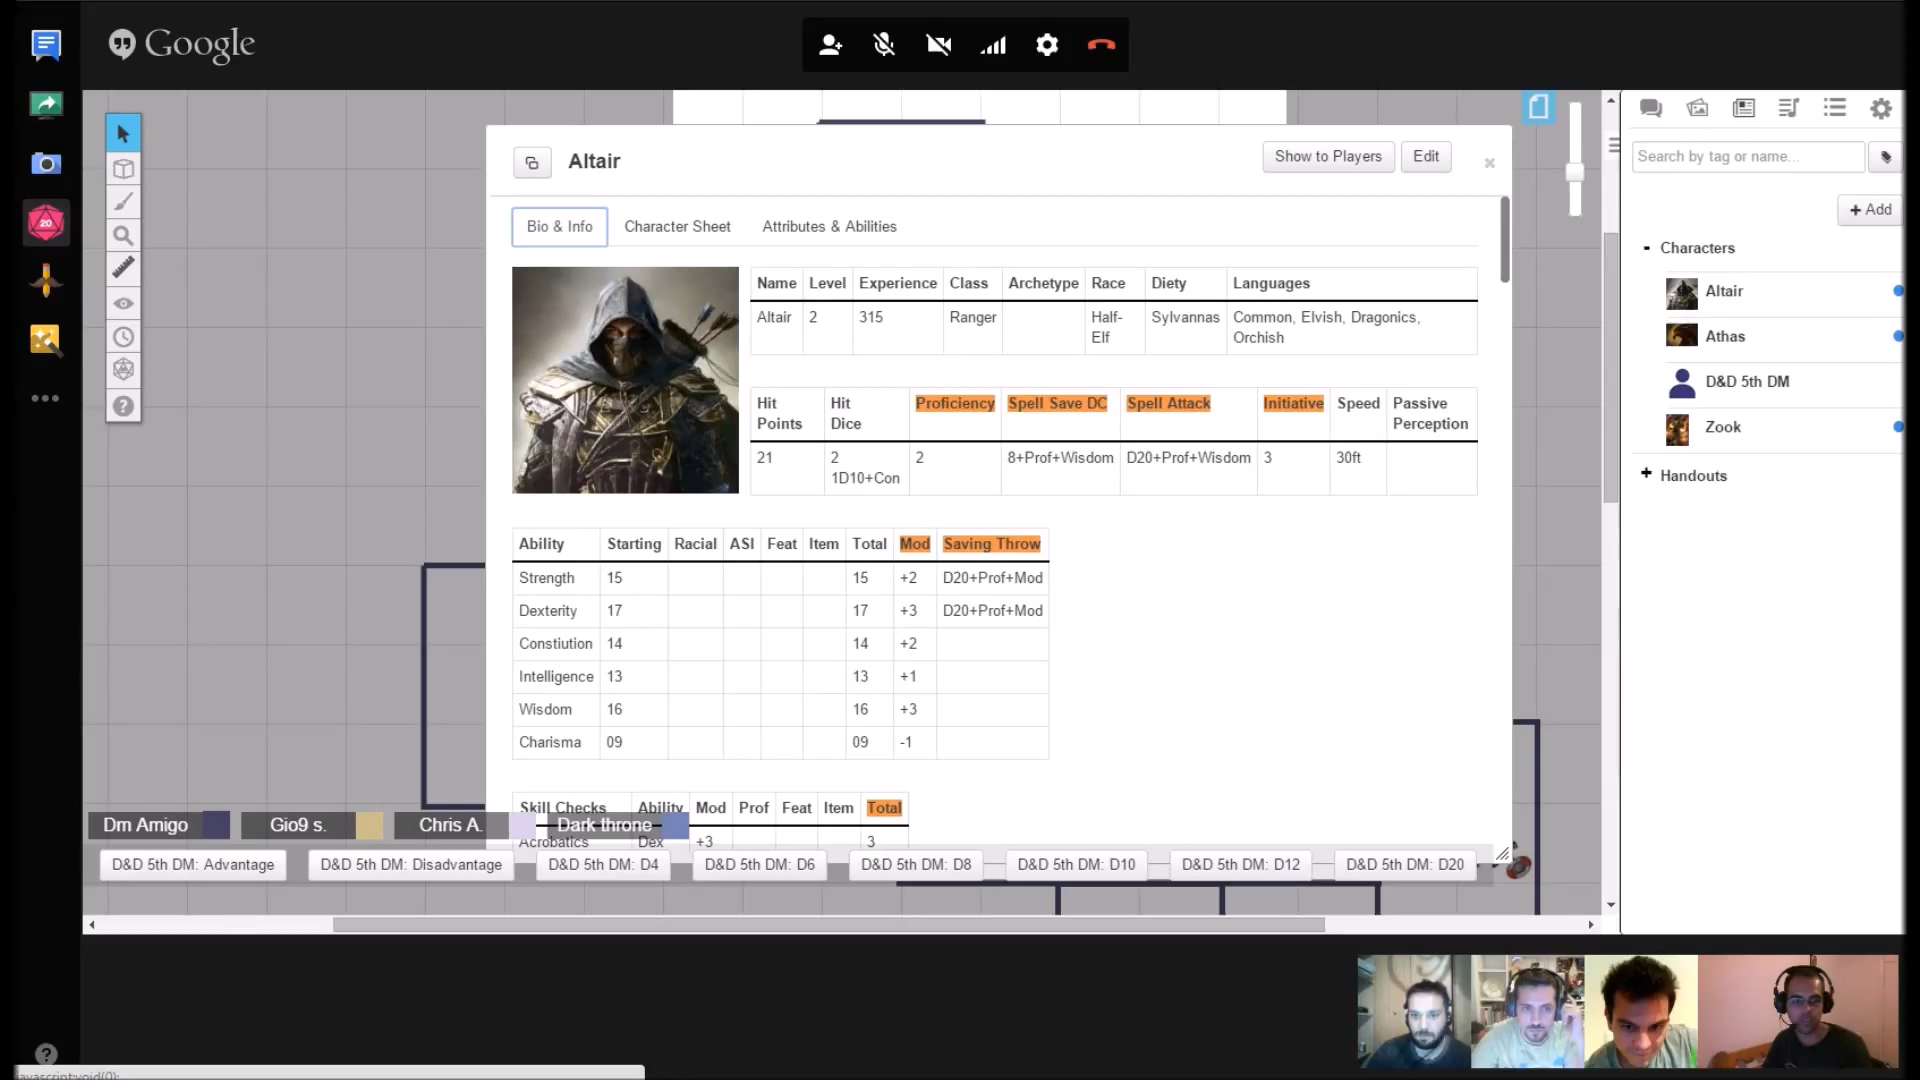 Google
Altair
Show to Players
Edit
Search by tag or name...
Add
Bio & Info
Character Sheet
Attributes & Abilities
Characters
Altair
Athas
D&D 5th DM
Zook
Handouts
Name Level Experience Class Archetype Race Diety Languages
Altair 2 315 Ranger Half-Elf Sylvannas Common, Elvish, Dragonics, Orchish
Hit Points Hit Dice Proficiency Spell Save DC Spell Attack Initiative Speed Passive Perception
21 2 1D10+Con 2 8+Prof+Wisdom D20+Prof+Wisdom 3 30ft
Ability Starting Racial ASI Feat Item Total Mod Saving Throw
Strength 15 15 +2 D20+Prof+Mod
Dexterity 17 17 +3 D20+Prof+Mod
Constiution 14 14 +2
Intelligence 13 13 +1
Wisdom 16 16 +3
Charisma 09 09 -1
Skill Checks Ability Mod Prof Feat Item Total
Acrobatics Dex +3 3
Dm Amigo
Gio9 s.
Chris A.
Dark throne
D&D 5th DM: Advantage
D&D 5th DM: Disadvantage
D&D 5th DM: D4
D&D 5th DM: D6
D&D 5th DM: D8
D&D 5th DM: D10
D&D 5th DM: D12
D&D 5th DM: D20
20
javascript:void(0);